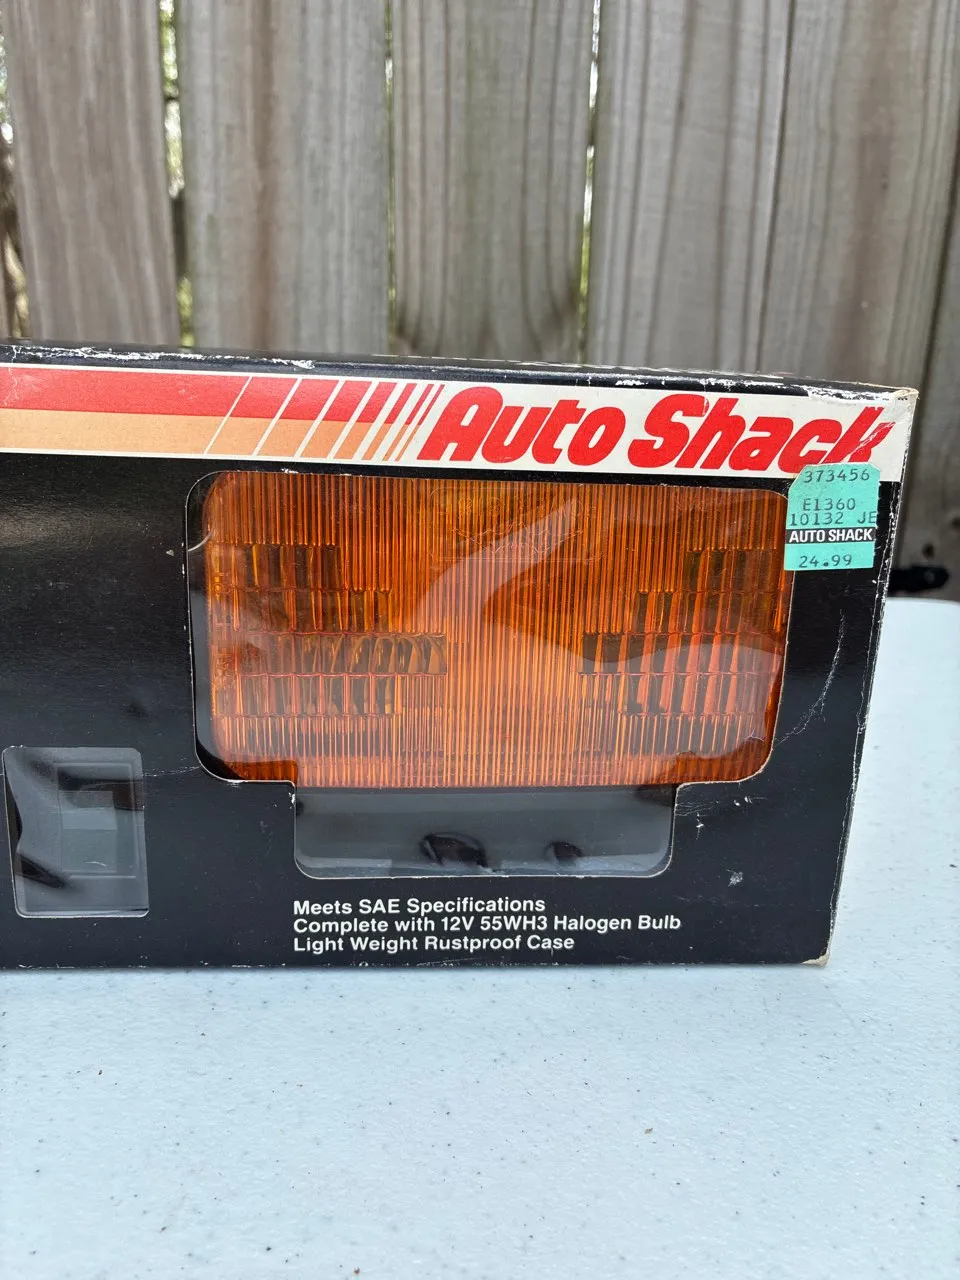 Auto Shack
373456
E1360
10132 JE
AUTO SHACK
24.99
Meets SAE Specifications
Complete with 12V 55WH3 Halogen Bulb
Light Weight Rustproof Case